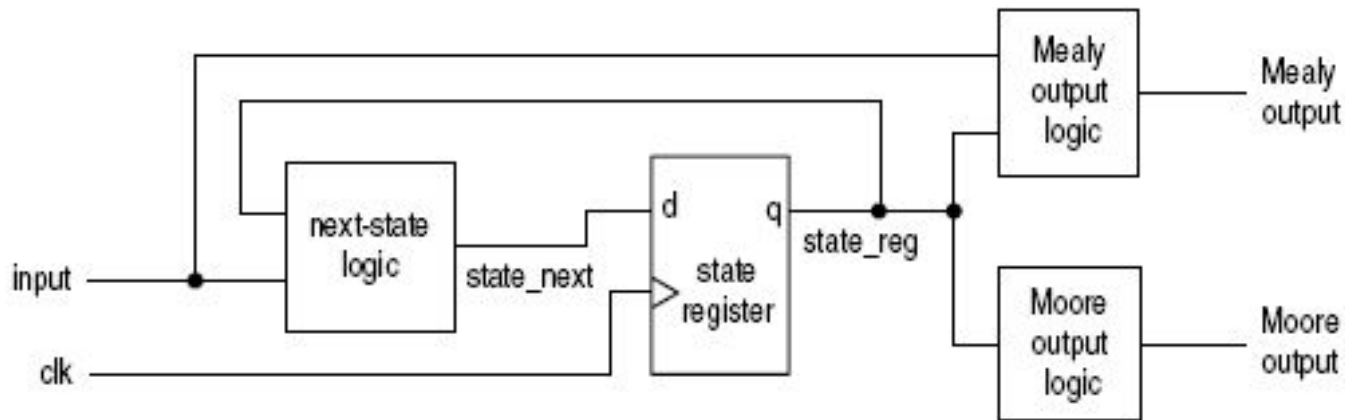 Mealy
output
logic
Mealy
output
next-state
logic
d
q
state_reg
state_next
state
register
input
clk
Moore
output
logic
Moore
output